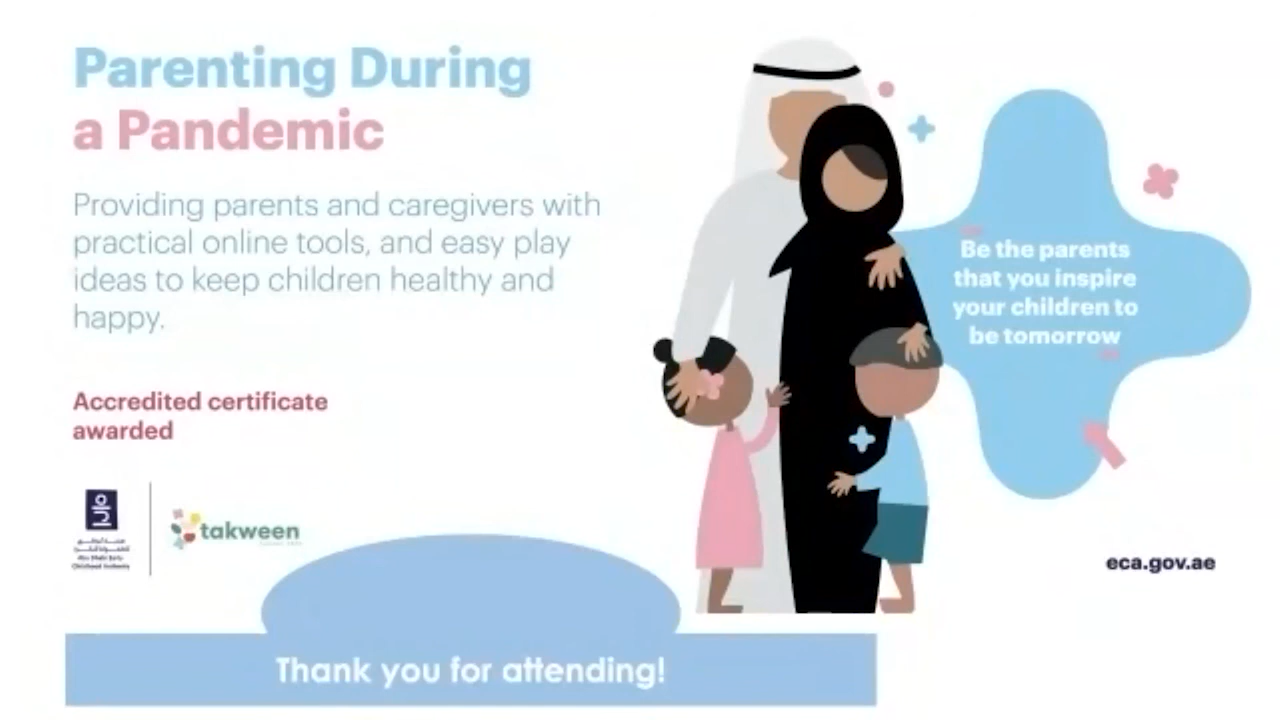 Parenting During
a Pandemic
Providing parents and caregivers with
practical online tools, and easy play
ideas to keep children healthy and
happy.
Accredited certificate
awarded
takween
Be the parents
that you inspire
your children to
be tomorrow
eca.gov.ae
Thank you for attending!